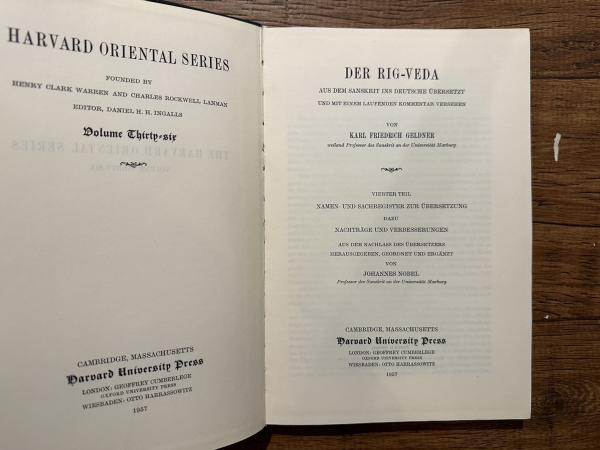 HARVARD ORIENTAL SERIES
FOUNDED BY
HENRY CLARK WARREN AND CHARLES ROCKWELL LANMAN
EDITOR, DANIEL H. H. INGALLS
Volume Thirty-six
CAMBRIDGE, MASSACHUSETTS
Harvard University Press
LONDON: GEOFFREY CUMBERLEGE
OXFORD UNIVERSITY PRESS
WIESBADEN: OTTO HARRASSOWITZ
1957
DER RIG-VEDA
AUS DEM SANSKRIT INS DEUTSCHE ÜBERSETZT
UND MIT EINEM LAUFENDEN KOMMENTAR VERSEHEN
VON
KARL FRIEDRICH GELDNER
weiland Professor des Sanskrit an der Universität Marburg
VIERTER TEIL
NAMEN- UND SACHREGISTER ZUR ÜBERSETZUNG
DAZU
NACHTRÄGE UND VERBESSERUNGEN
AUS DEM NACHLASS DES ÜBERSETZERS
HERAUSGEGEBEN, GEORDNET UND ERGÄNZT
VON
JOHANNES NOBEL
Professor des Sanskrit an der Universität Marburg
CAMBRIDGE, MASSACHUSETTS
Harvard University Press
LONDON: GEOFFREY CUMBERLEGE
OXFORD UNIVERSITY PRESS
WIESBADEN: OTTO HARRASSOWITZ
1957